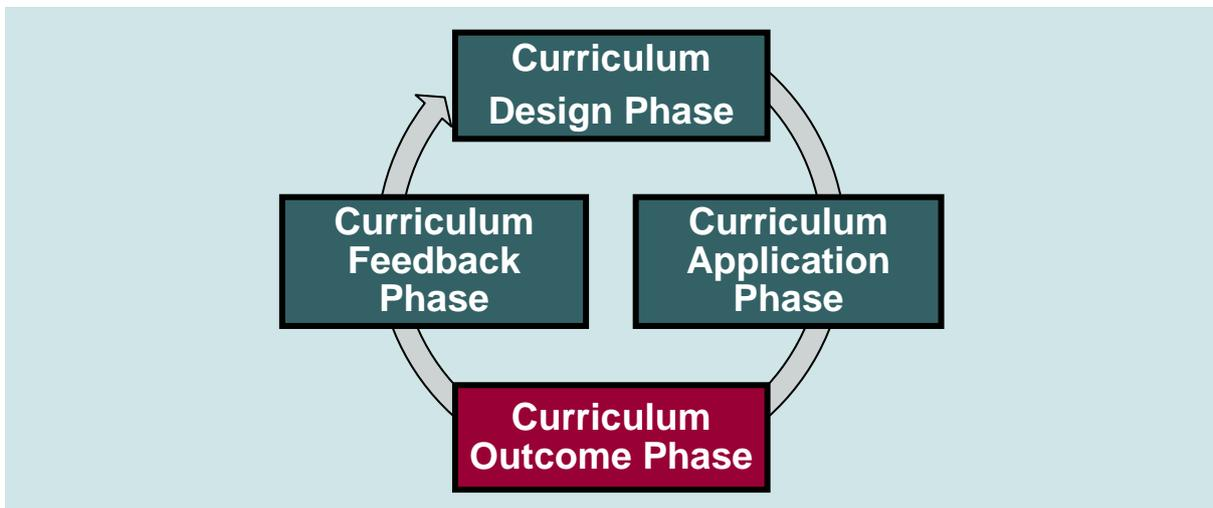 Curriculum
Design Phase
Curriculum
Feedback
Phase
Curriculum
Application
Phase
Curriculum
Outcome Phase